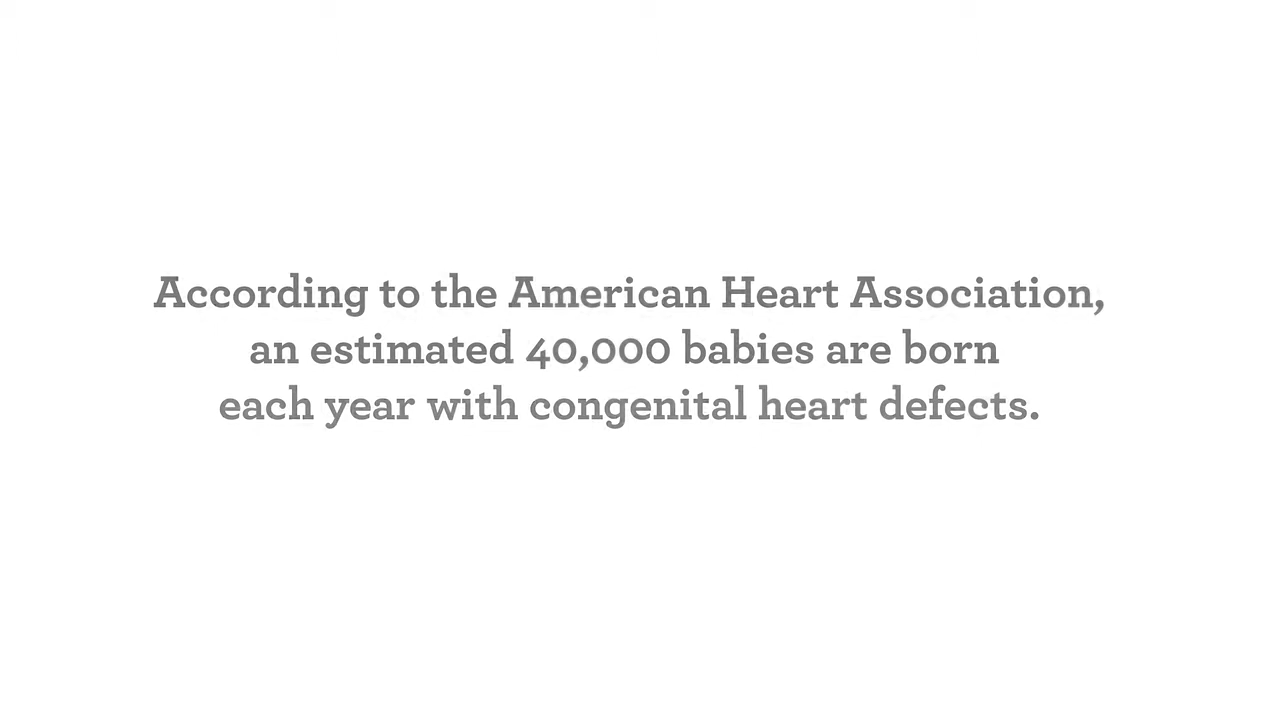 According to the American Heart Association,
an estimated 40,000 babies are born
each year with congenital heart defects.